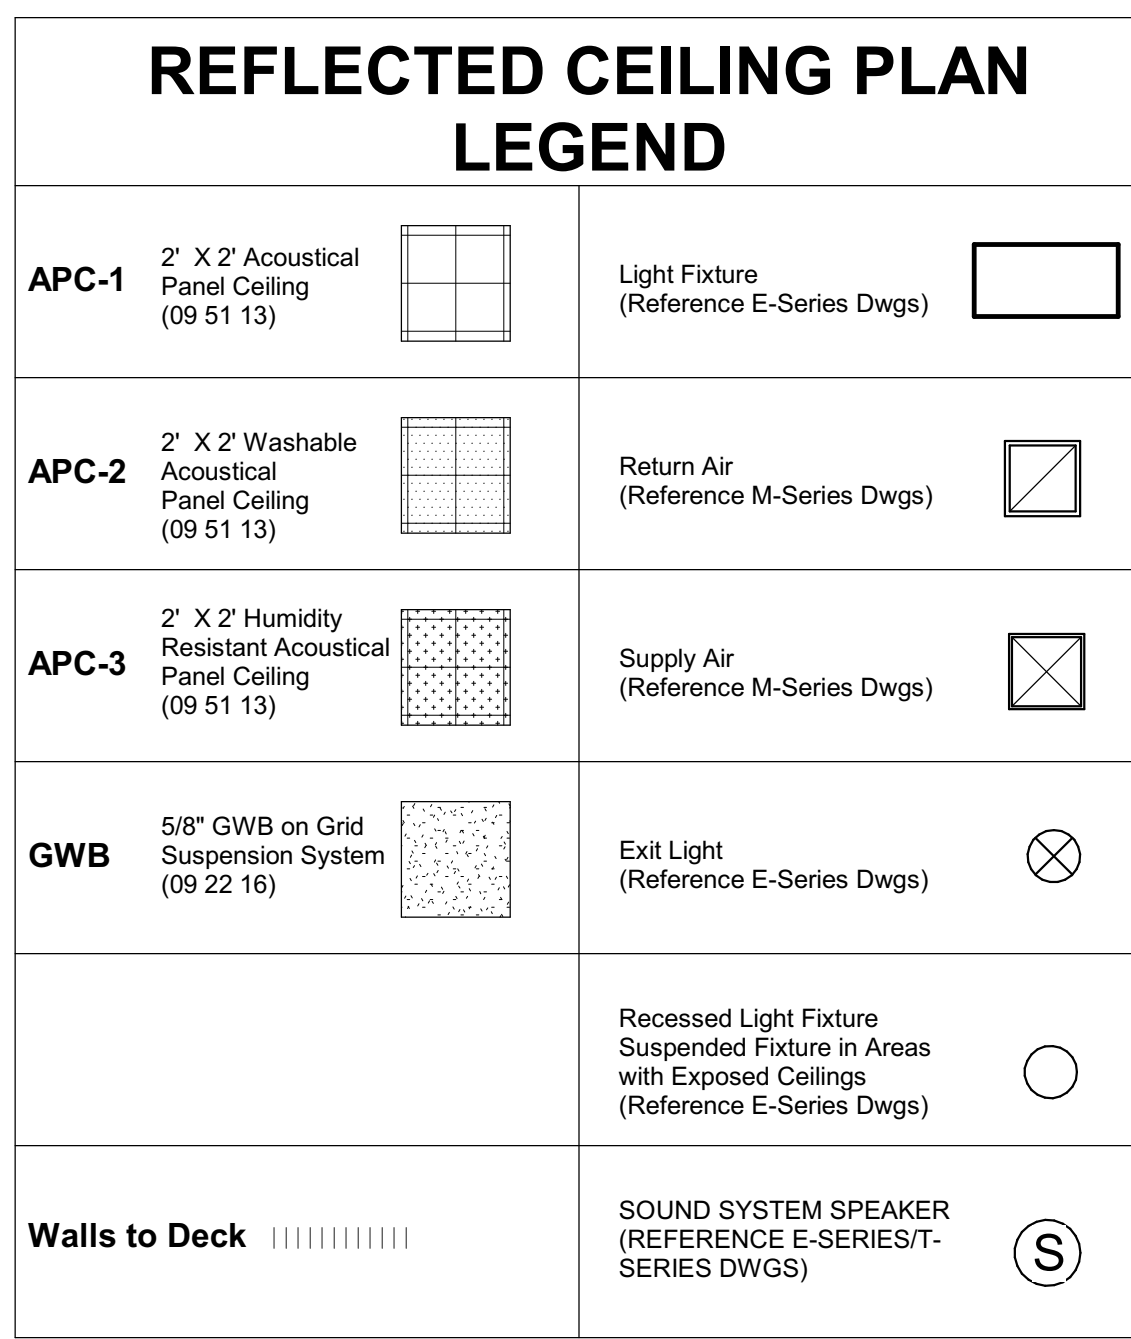 REFLECTED CEILING PLAN
LEGEND
APC-1
2' X 2' Acoustical
Panel Ceiling
(09 51 13)
Light Fixture
(Reference E-Series Dwgs)
APC-2
2' X 2' Washable
Acoustical
Panel Ceiling
(09 51 13)
Return Air
(Reference M-Series Dwgs)
APC-3
2' X 2' Humidity
Resistant Acoustical
Panel Ceiling
(09 51 13)
Supply Air
(Reference M-Series Dwgs)
GWB
5/8" GWB on Grid
Suspension System
(09 22 16)
Exit Light
(Reference E-Series Dwgs)
Recessed Light Fixture
Suspended Fixture in Areas
with Exposed Ceilings
(Reference E-Series Dwgs)
Walls to Deck
SOUND SYSTEM SPEAKER
(REFERENCE E-SERIES/T-
SERIES DWGS)
S